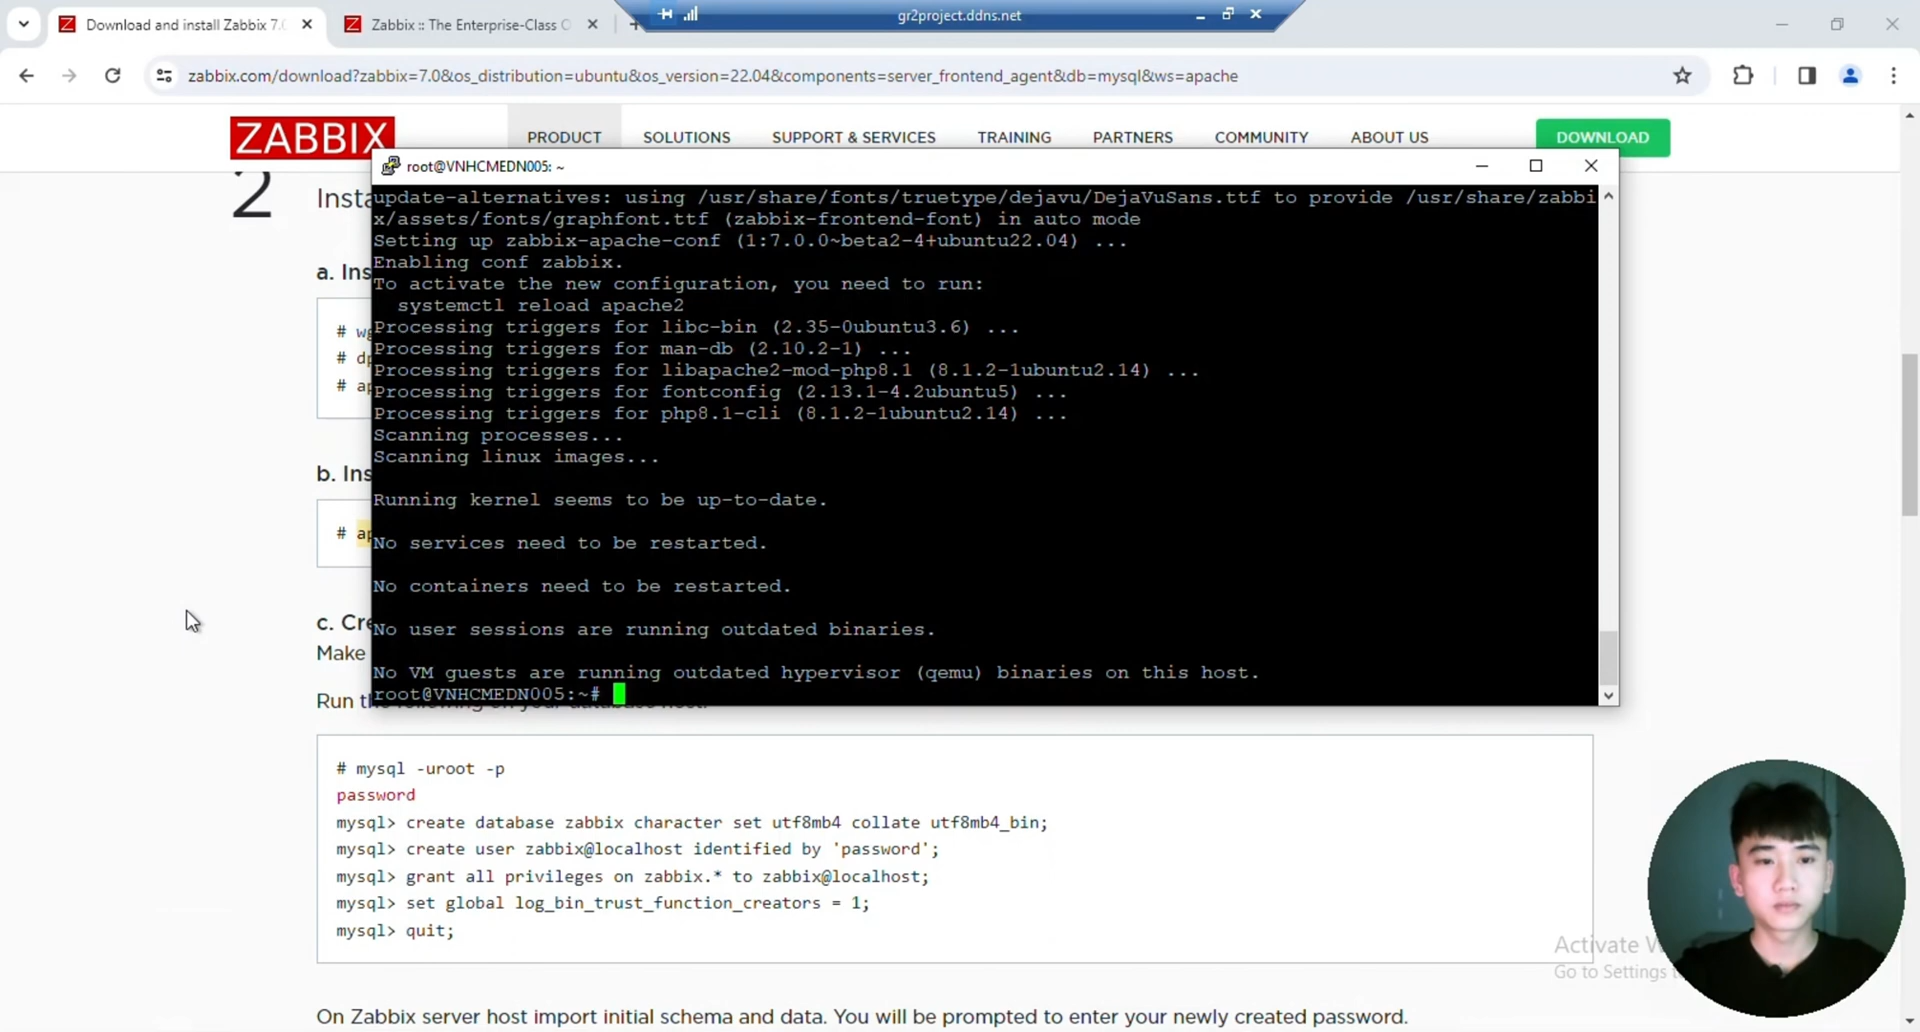 gr2project.ddns.net
Download and install Zabbix 7.0
Zabbix :: The Enterprise-Class O
zabbix.com/download?zabbix=7.0&os_distribution=ubuntu&os_version=22.04&components=server_frontend_agent&db=mysql&ws=apache
ZABBIX
PRODUCT
SOLUTIONS
SUPPORT & SERVICES
TRAINING
PARTNERS
COMMUNITY
ABOUT US
DOWNLOAD
2
root@VNHCMEDN005: ~
update-alternatives: using /usr/share/fonts/truetype/dejavu/DejaVuSans.ttf to provide /usr/share/zabbi
x/assets/fonts/graphfont.ttf (zabbix-frontend-font) in auto mode
Setting up zabbix-apache-conf (1:7.0.0~beta2-4+ubuntu22.04) ...
Enabling conf zabbix.
To activate the new configuration, you need to run:
systemctl reload apache2
Processing triggers for libc-bin (2.35-0ubuntu3.6) ...
Processing triggers for man-db (2.10.2-1) ...
Processing triggers for libapache2-mod-php8.1 (8.1.2-1ubuntu2.14) ...
Processing triggers for fontconfig (2.13.1-4.2ubuntu5) ...
Processing triggers for php8.1-cli (8.1.2-1ubuntu2.14) ...
Scanning processes...
Scanning linux images...
Running kernel seems to be up-to-date.
No services need to be restarted.
No containers need to be restarted.
No user sessions are running outdated binaries.
No VM guests are running outdated hypervisor (qemu) binaries on this host.
root@VNHCMEDN005:~#
Insta
a. Ins
# wg
# dp
# ap
b. Ins
# ap
c. Cre
Make
Run the following on your database host.
# mysql -uroot -p
password
mysql> create database zabbix character set utf8mb4 collate utf8mb4_bin;
mysql> create user zabbix@localhost identified by 'password';
mysql> grant all privileges on zabbix.* to zabbix@localhost;
mysql> set global log_bin_trust_function_creators = 1;
mysql> quit;
Activate W
Go to Settings t
On Zabbix server host import initial schema and data. You will be prompted to enter your newly created password.